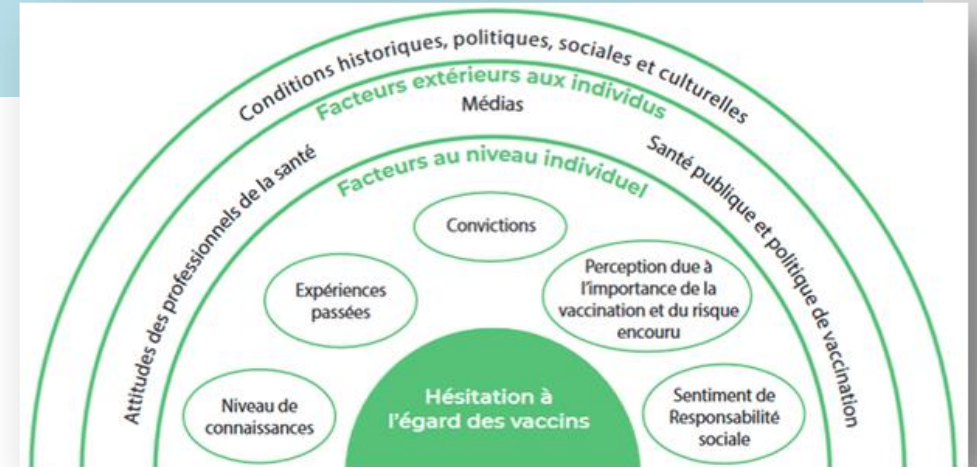 Conditions historiques, politiques, sociales et culturelles
Facteurs extérieurs aux individus
Médias
Attitudes des professionnels de la santé
Santé publique et politique de vaccination
Facteurs au niveau individuel
Convictions
Expériences
passées
Perception due à
l'importance de la
vaccination et du risque
encouru
Niveau de
connaissances
Sentiment de
Responsabilité
sociale
Hésitation à
l'égard des vaccins